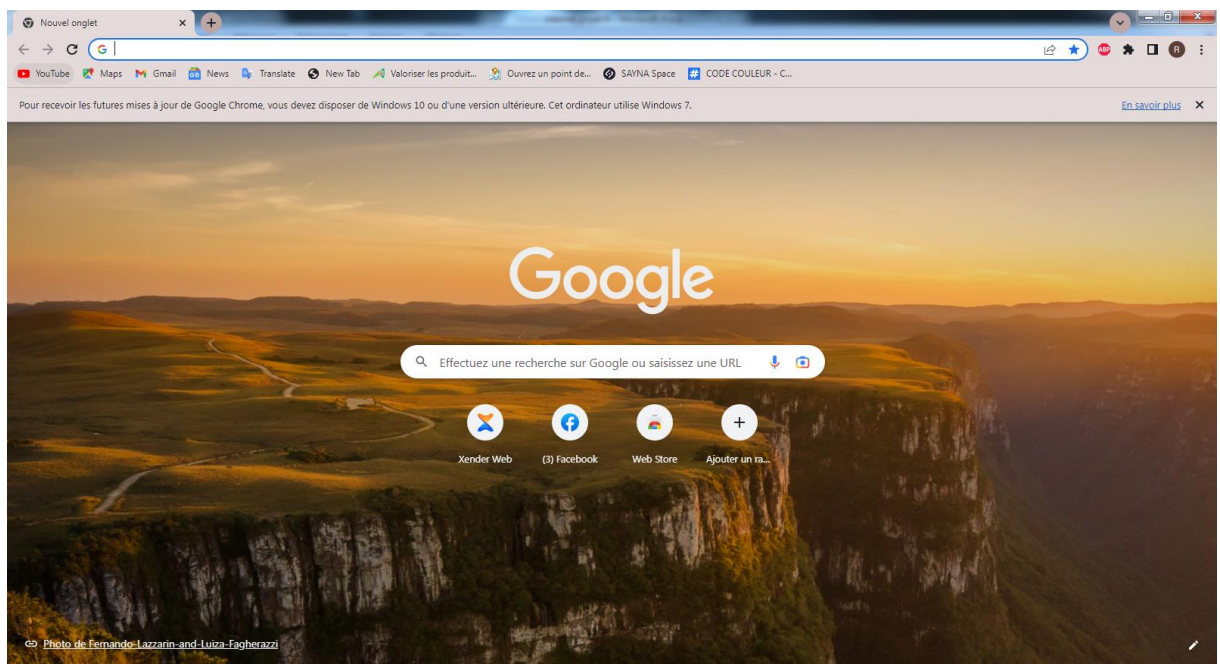 Nouvel onglet
YouTube Maps Gmail News Translate New Tab Valoriser les produit... Ouvrez un point de... SAYNA Space CODE COULEUR - C...
Pour recevoir les futures mises à jour de Google Chrome, vous devez disposer de Windows 10 ou d'une version ultérieure. Cet ordinateur utilise Windows 7. En savoir plus
Google
Effectuez une recherche sur Google ou saisissez une URL
Xender Web (3) Facebook Web Store Ajouter un ra...
Photo de Fernando-Lazzarin-and-Luiza-Fagherazzi